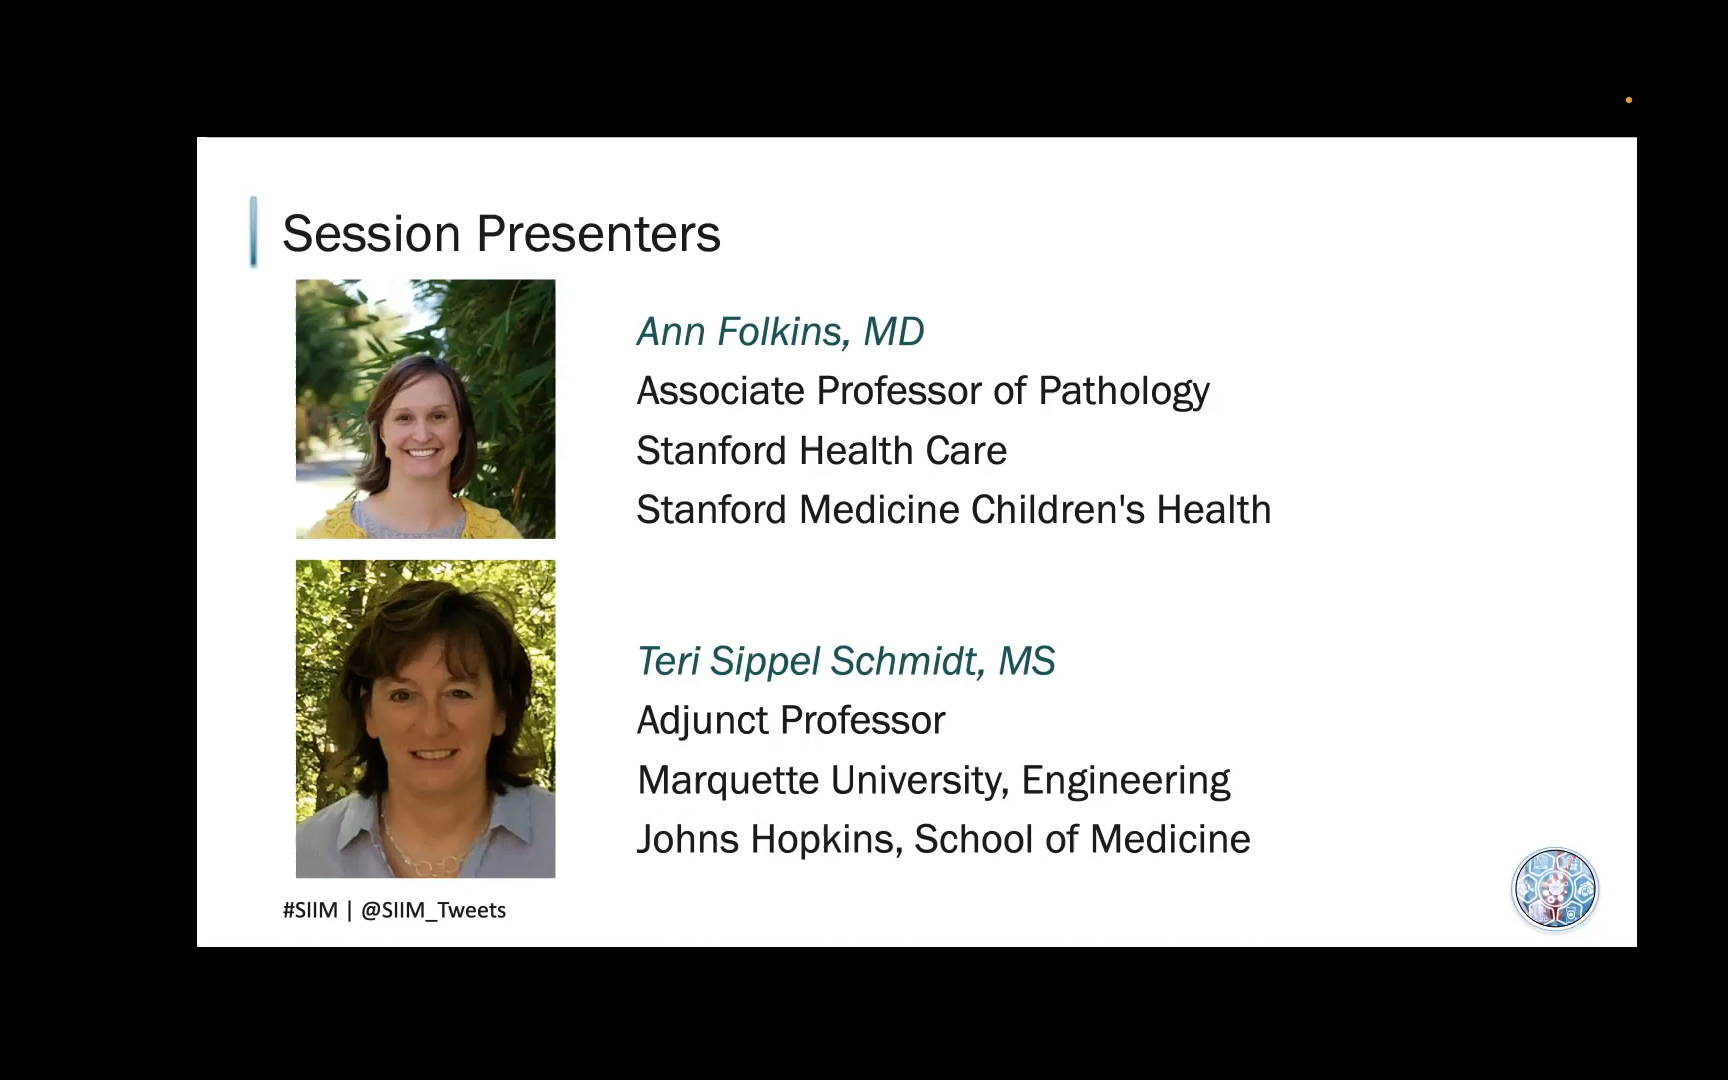 Session Presenters
Ann Folkins, MD
Associate Professor of Pathology
Stanford Health Care
Stanford Medicine Children's Health
Teri Sippel Schmidt, MS
Adjunct Professor
Marquette University, Engineering
Johns Hopkins, School of Medicine
#SIIM | @SIIM_Tweets